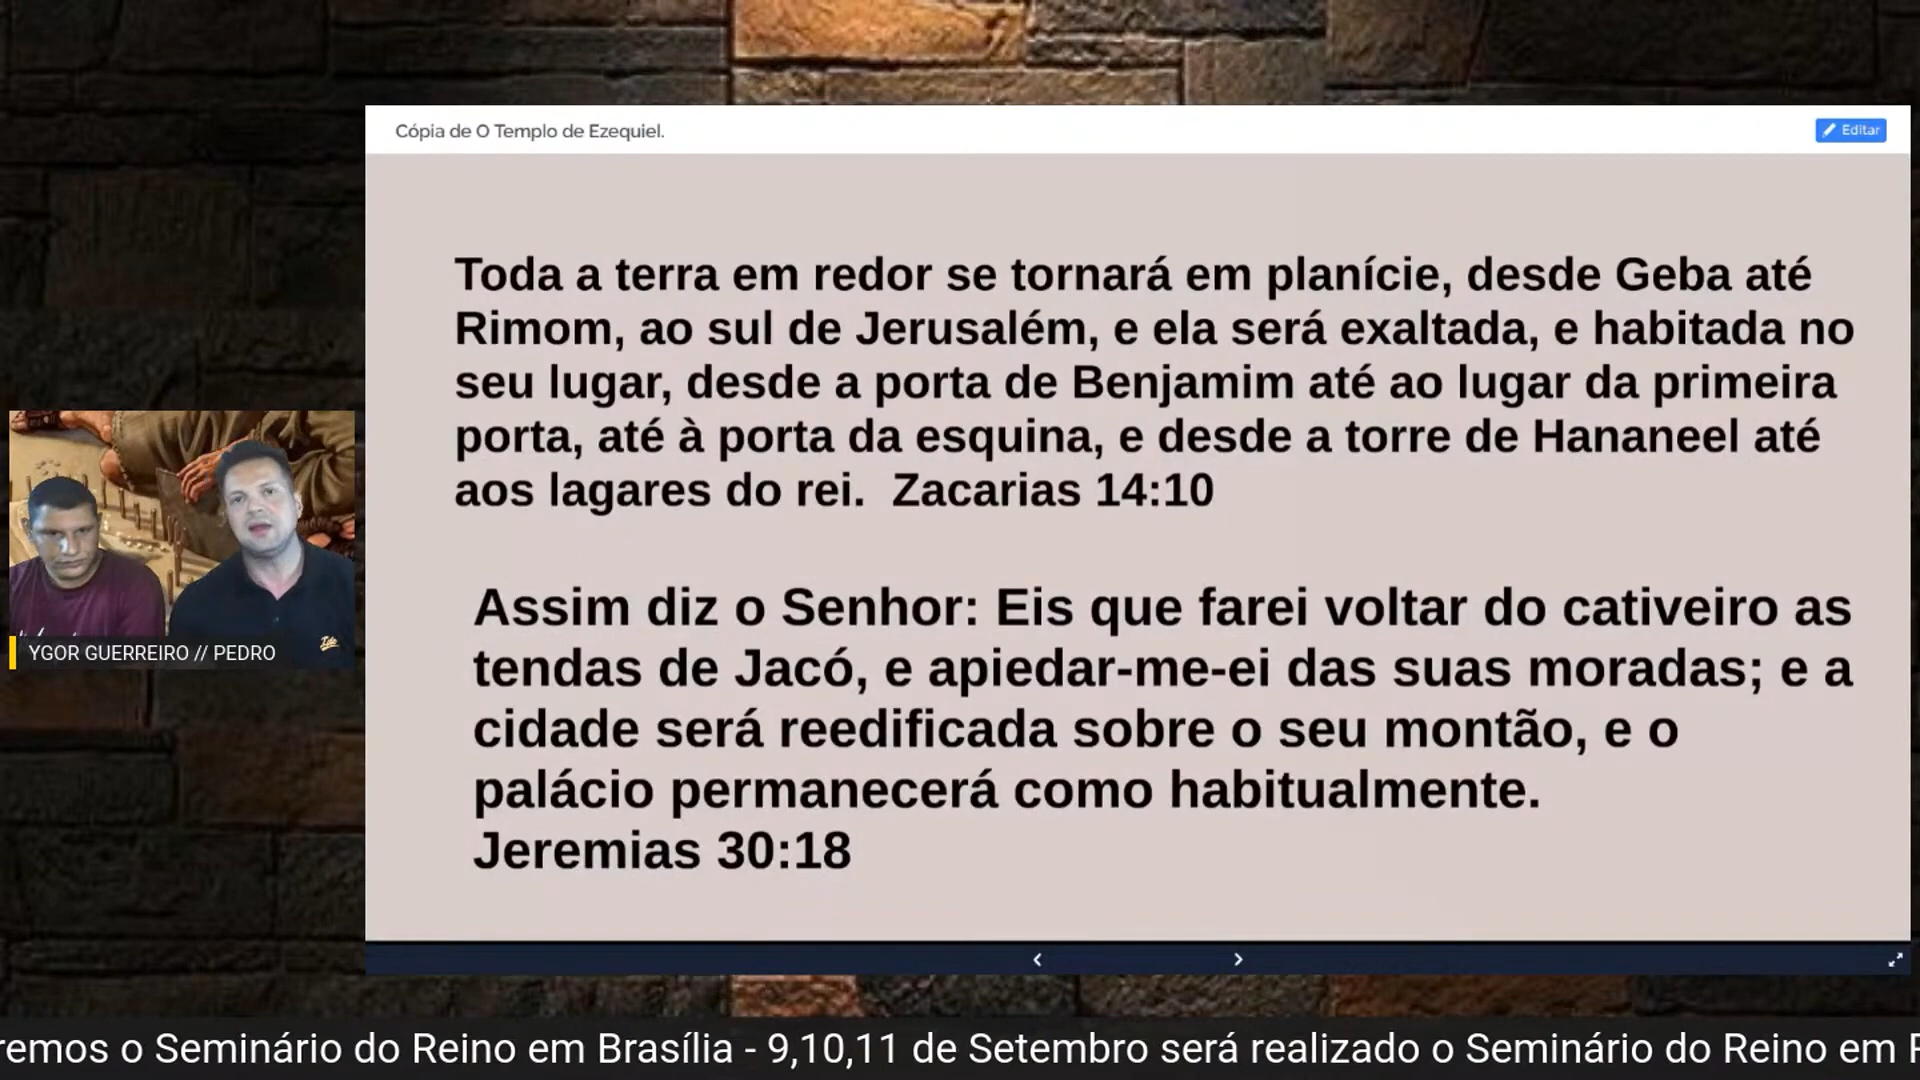 Cópia de O Templo de Ezequiel.
Editar
Toda a terra em redor se tornará em planície, desde Geba até
Rimom, ao sul de Jerusalém, e ela será exaltada, e habitada no
seu lugar, desde a porta de Benjamim até ao lugar da primeira
porta, até à porta da esquina, e desde a torre de Hananeel até
aos lagares do rei. Zacarias 14:10
Assim diz o Senhor: Eis que farei voltar do cativeiro as
tendas de Jacó, e apiedar-me-ei das suas moradas; e a
cidade será reedificada sobre o seu montão, e o
palácio permanecerá como habitualmente.
Jeremias 30:18
YGOR GUERREIRO // PEDRO
remos o Seminário do Reino em Brasília - 9,10,11 de Setembro será realizado o Seminário do Reino em